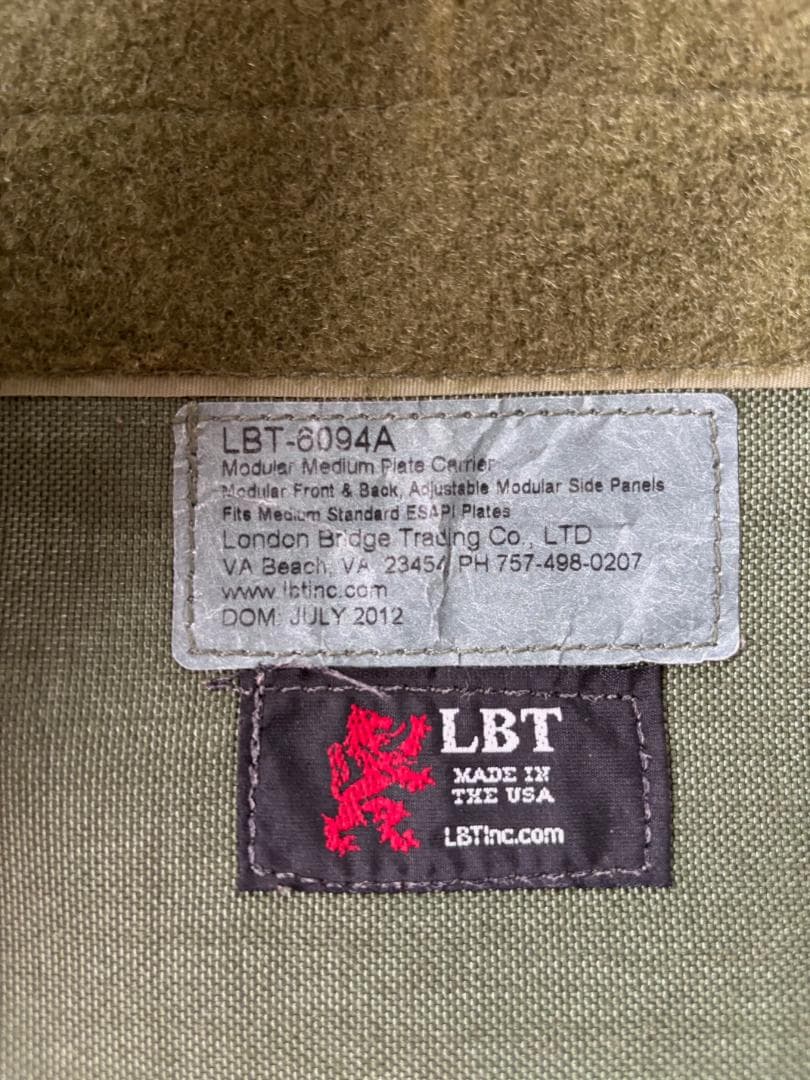 LBT-6094A
Modular Medium Plate Carrier
Modular Front & Back, Adjustable Modular Side Panels
Fits Medium Standard ESAPI Plates
London Bridge Trading Co., LTD
VA Beach, VA 23454 PH 757-498-0207
www.lbtinc.com
DOM: JULY 2012
LBT
MADE IN
THE USA
LBTInc.com